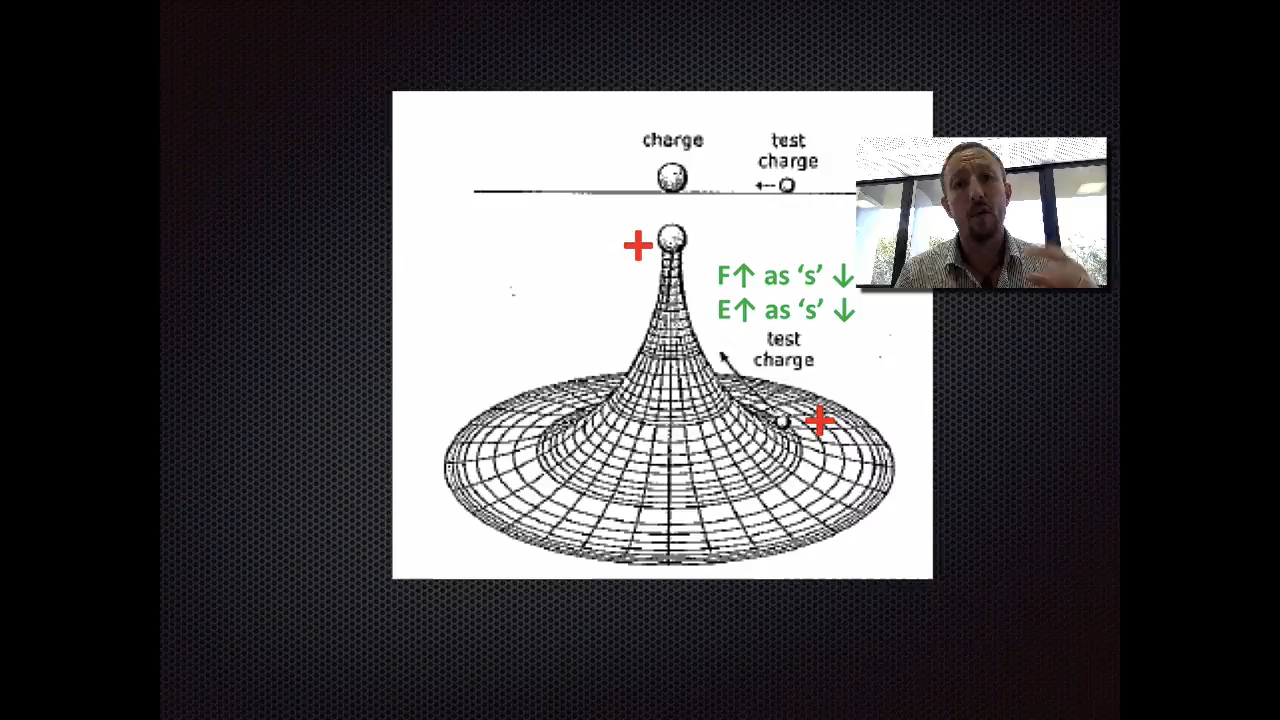 charge
test
charge
+
F↑ as ‘s’ ↓
E↑ as ‘s’ ↓
test
charge
+